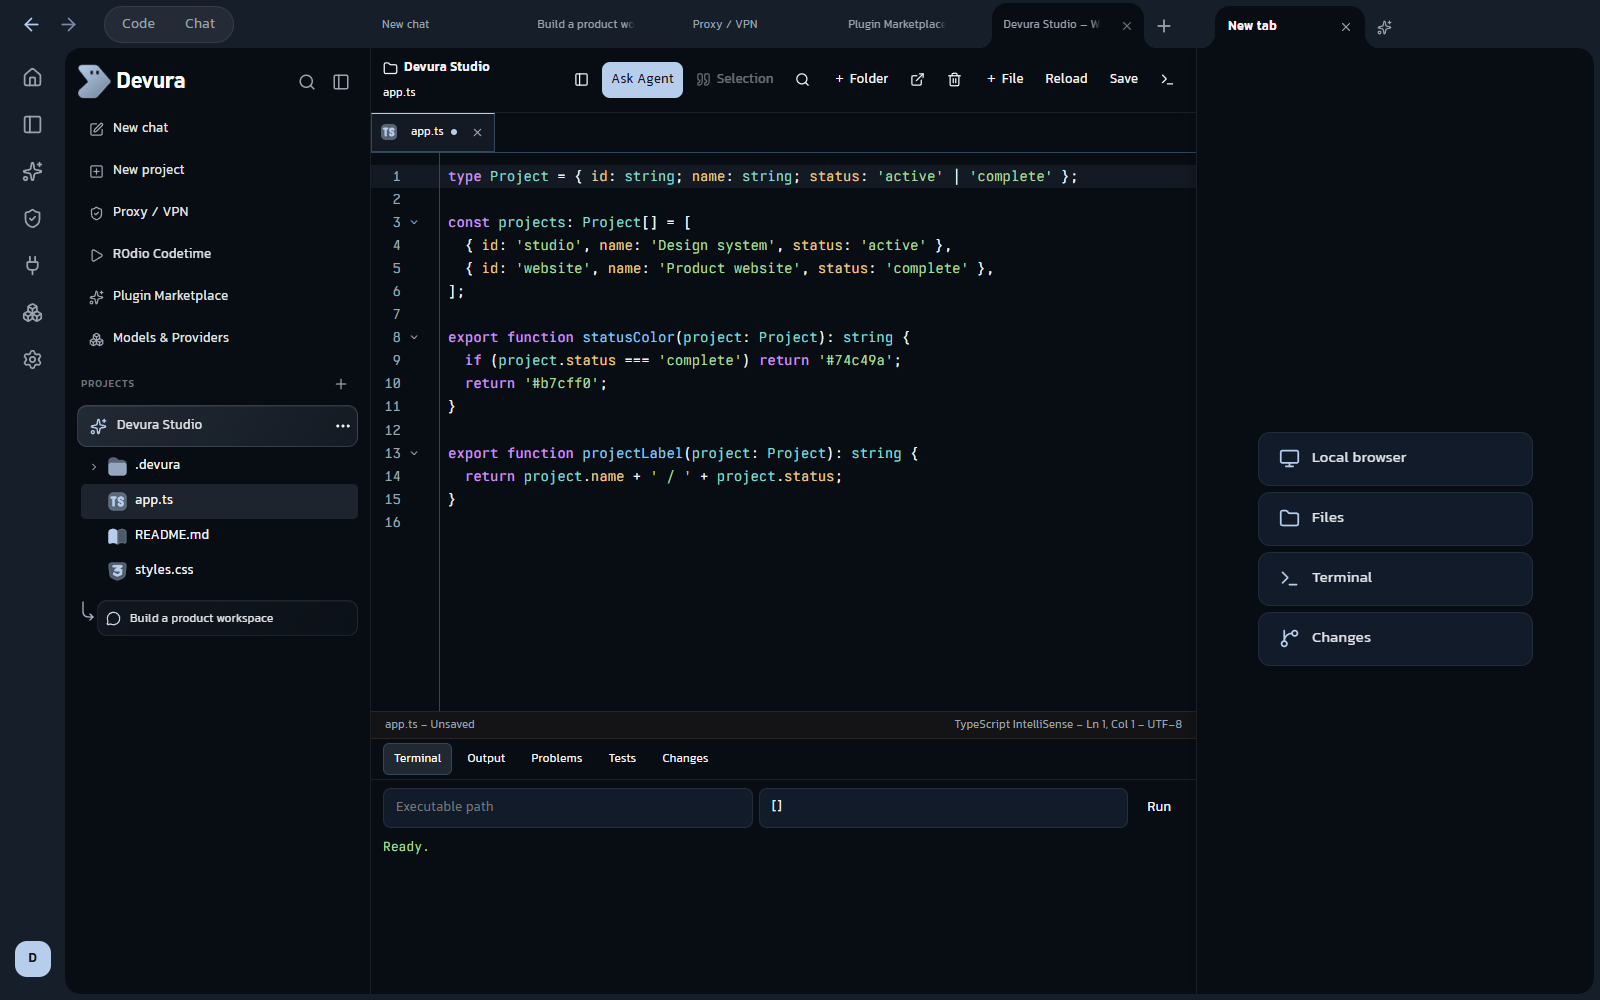 Code
Chat
New chat
Build a product wo
Proxy / VPN
Plugin Marketplace
Devura Studio – W
New tab
Devura
New chat
New project
Proxy / VPN
R0dio Codetime
Plugin Marketplace
Models & Providers
PROJECTS
Devura Studio
.devura
TS app.ts
README.md
3 styles.css
Build a product workspace
D
Devura Studio
app.ts
Ask Agent
Selection
+ Folder
+ File
Reload
Save
TS app.ts
1 type Project = { id: string; name: string; status: 'active' | 'complete' };
2
3 const projects: Project[] = [
4 { id: 'studio', name: 'Design system', status: 'active' },
5 { id: 'website', name: 'Product website', status: 'complete' },
6 ];
7
8 export function statusColor(project: Project): string {
9 if (project.status === 'complete') return '#74c49a';
10 return '#b7cff0';
11 }
12
13 export function projectLabel(project: Project): string {
14 return project.name + ' / ' + project.status;
15 }
16
app.ts – Unsaved
TypeScript IntelliSense – Ln 1, Col 1 – UTF-8
Terminal
Output
Problems
Tests
Changes
Executable path
[]
Run
Ready.
Local browser
Files
Terminal
Changes